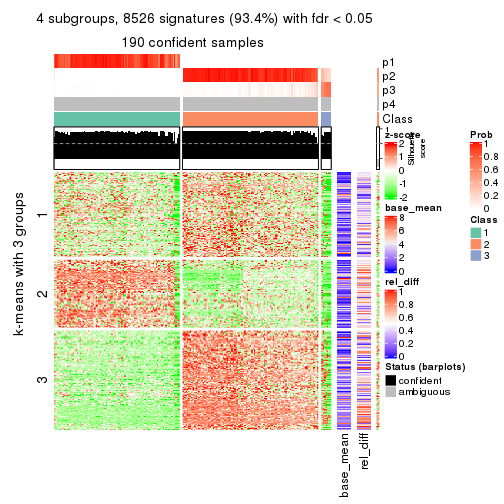 4 subgroups, 8526 signatures (93.4%) with fdr < 0.05
190 confident samples
p1
p2
p3
p4
Class
1
Silhouette
score
k-means with 3 groups
1
2
3
base_mean
rel_diff
z-score
2
1
0
-1
-2
base_mean
8
6
4
2
0
rel_diff
1
0.8
0.6
0.4
0.2
0
Status (barplots)
confident
ambiguous
Prob
1
0.8
0.6
0.4
0.2
0
Class
1
2
3